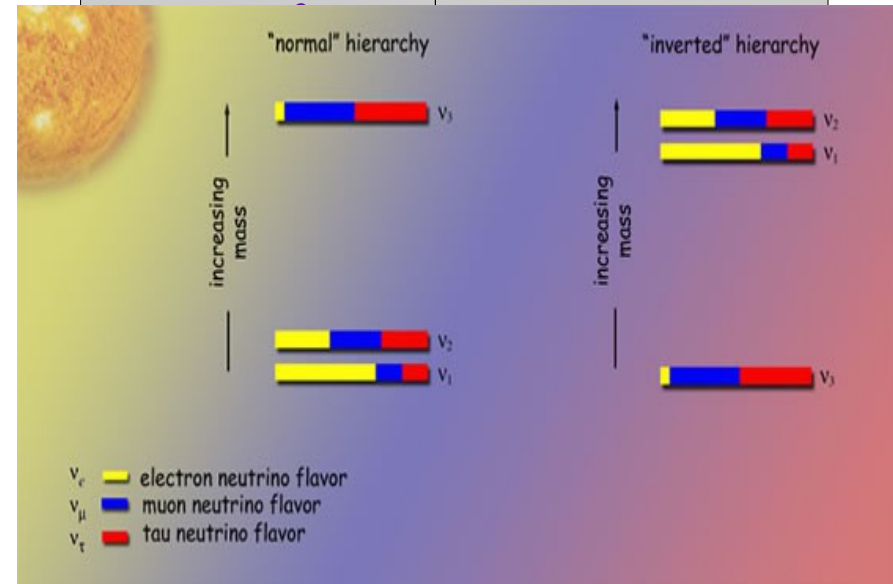 "normal" hierarchy
"inverted" hierarchy
ν3
ν2
ν1
increasing
mass
increasing
mass
ν2
ν1
ν3
νe electron neutrino flavor
νμ muon neutrino flavor
ντ tau neutrino flavor